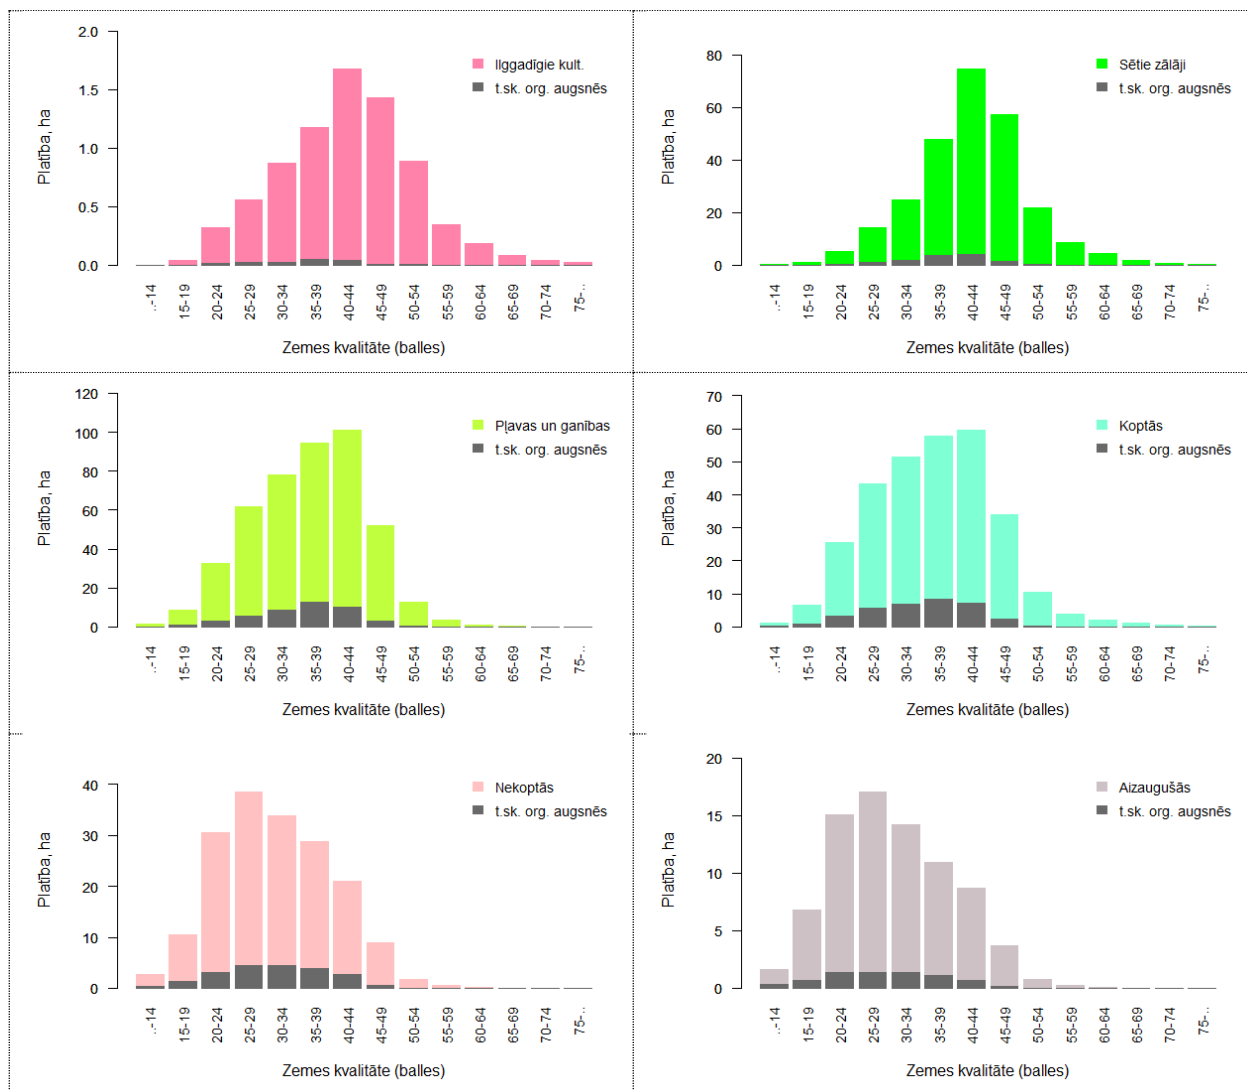 Platība, ha
2.0
1.5
1.0
0.5
0.0
Ilggadīgie kult.
t.sk. org. augsnēs
..-14 15-19 20-24 25-29 30-34 35-39 40-44 45-49 50-54 55-59 60-64 65-69 70-74 75-..
Zemes kvalitāte (balles)
Platība, ha
80
60
40
20
0
Sētie zālāji
t.sk. org. augsnēs
..-14 15-19 20-24 25-29 30-34 35-39 40-44 45-49 50-54 55-59 60-64 65-69 70-74 75-..
Zemes kvalitāte (balles)
Platība, ha
120
100
80
60
40
20
0
Pļavas un ganības
t.sk. org. augsnēs
..-14 15-19 20-24 25-29 30-34 35-39 40-44 45-49 50-54 55-59 60-64 65-69 70-74 75-..
Zemes kvalitāte (balles)
Platība, ha
70
60
50
40
30
20
10
0
Koptās
t.sk. org. augsnēs
..-14 15-19 20-24 25-29 30-34 35-39 40-44 45-49 50-54 55-59 60-64 65-69 70-74 75-..
Zemes kvalitāte (balles)
Platība, ha
40
30
20
10
0
Nekoptās
t.sk. org. augsnēs
..-14 15-19 20-24 25-29 30-34 35-39 40-44 45-49 50-54 55-59 60-64 65-69 70-74 75-..
Zemes kvalitāte (balles)
Platība, ha
20
15
10
5
0
Aizaugušās
t.sk. org. augsnēs
..-14 15-19 20-24 25-29 30-34 35-39 40-44 45-49 50-54 55-59 60-64 65-69 70-74 75-..
Zemes kvalitāte (balles)